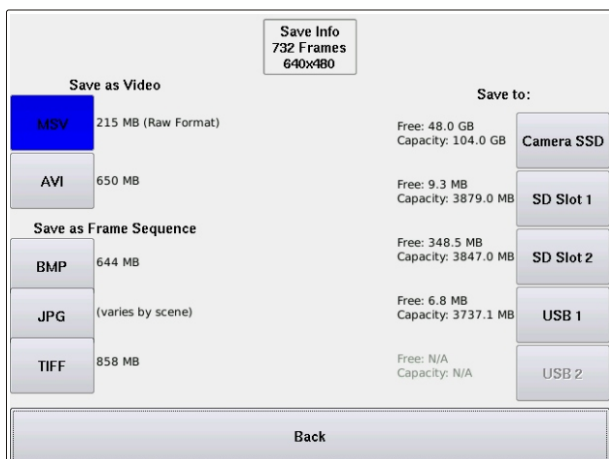 Save Info
732 Frames
640x480
Save as Video
MSV
215 MB (Raw Format)
AVI
650 MB
Save as Frame Sequence
BMP
644 MB
JPG
(varies by scene)
TIFF
858 MB
Save to:
Free: 48.0 GB
Capacity: 104.0 GB
Camera SSD
Free: 9.3 MB
Capacity: 3879.0 MB
SD Slot 1
Free: 348.5 MB
Capacity: 3847.0 MB
SD Slot 2
Free: 6.8 MB
Capacity: 3737.1 MB
USB 1
Free: N/A
Capacity: N/A
USB 2
Back